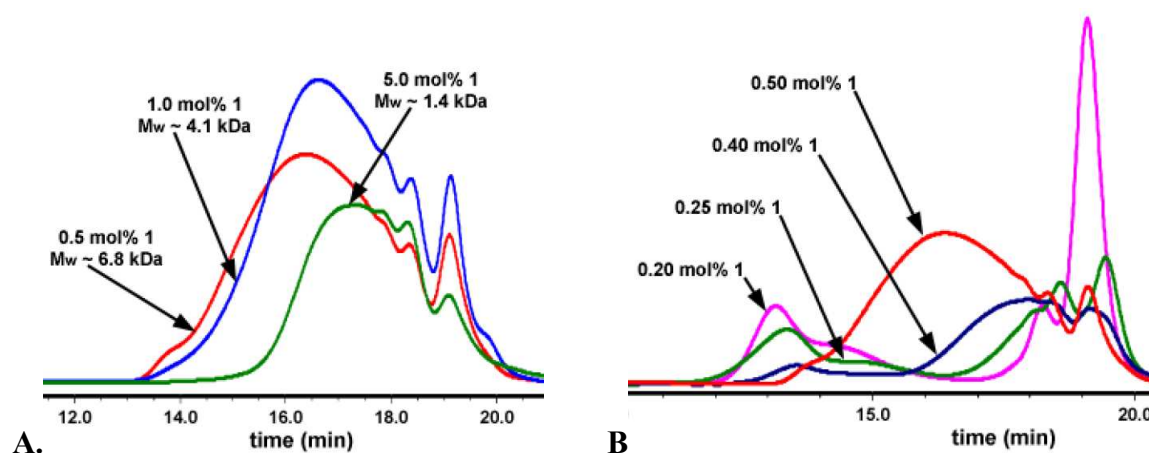 5.0 mol% 1
Mw ~ 1.4 kDa
1.0 mol% 1
Mw ~ 4.1 kDa
0.5 mol% 1
Mw ~ 6.8 kDa
12.0 14.0 16.0 18.0 20.0
time (min)
A.
0.50 mol% 1
0.40 mol% 1
0.25 mol% 1
0.20 mol% 1
15.0 20.0
time (min)
B